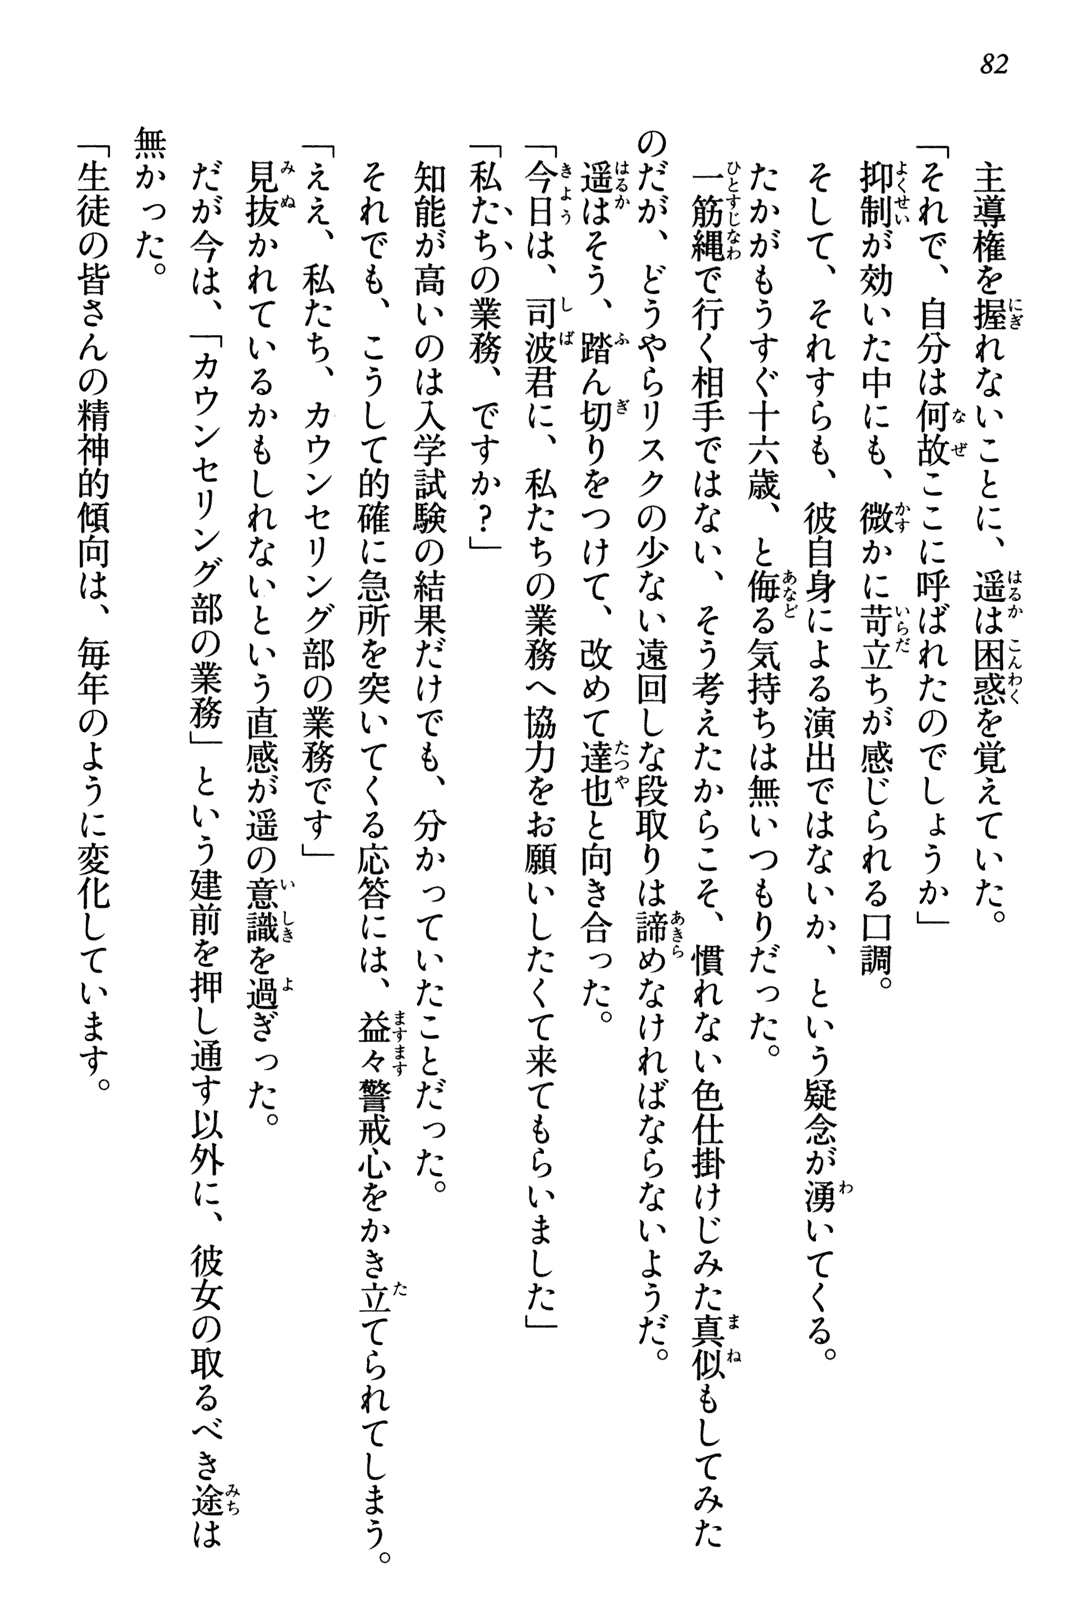 82
主導権を握れないことに、遥は困惑を覚えていた。
「それで、自分は何故ここに呼ばれたのでしょうか」
抑制が効いた中にも、微かに苛立ちが感じられる口調。
そして、それすらも、彼自身による演出ではないか、という疑念が湧いてくる。
たかがもうすぐ十六歳、と侮る気持ちは無いつもりだった。
一筋縄で行く相手ではない、そう考えたからこそ、慣れない色仕掛けじみた真似もしてみた
のだが、どうやらリスクの少ない遠回しな段取りは諦めなければならないようだ。
遥はそう、踏ん切りをつけて、改めて達也と向き合った。
「今日は、司波君に、私たちの業務へ協力をお願いしたくて来てもらいました」
「私たちの業務、ですか?」
知能が高いのは入学試験の結果だけでも、分かっていたことだった。
それでも、こうして的確に急所を突いてくる応答には、益々警戒心をかき立てられてしまう。
「ええ、私たち、カウンセリング部の業務です」
見抜かれているかもしれないという直感が遥の意識を過ぎった。
だが今は、「カウンセリング部の業務」という建前を押し通す以外に、彼女の取るべき途は
無かった。
「生徒の皆さんの精神的傾向は、毎年のように変化しています。